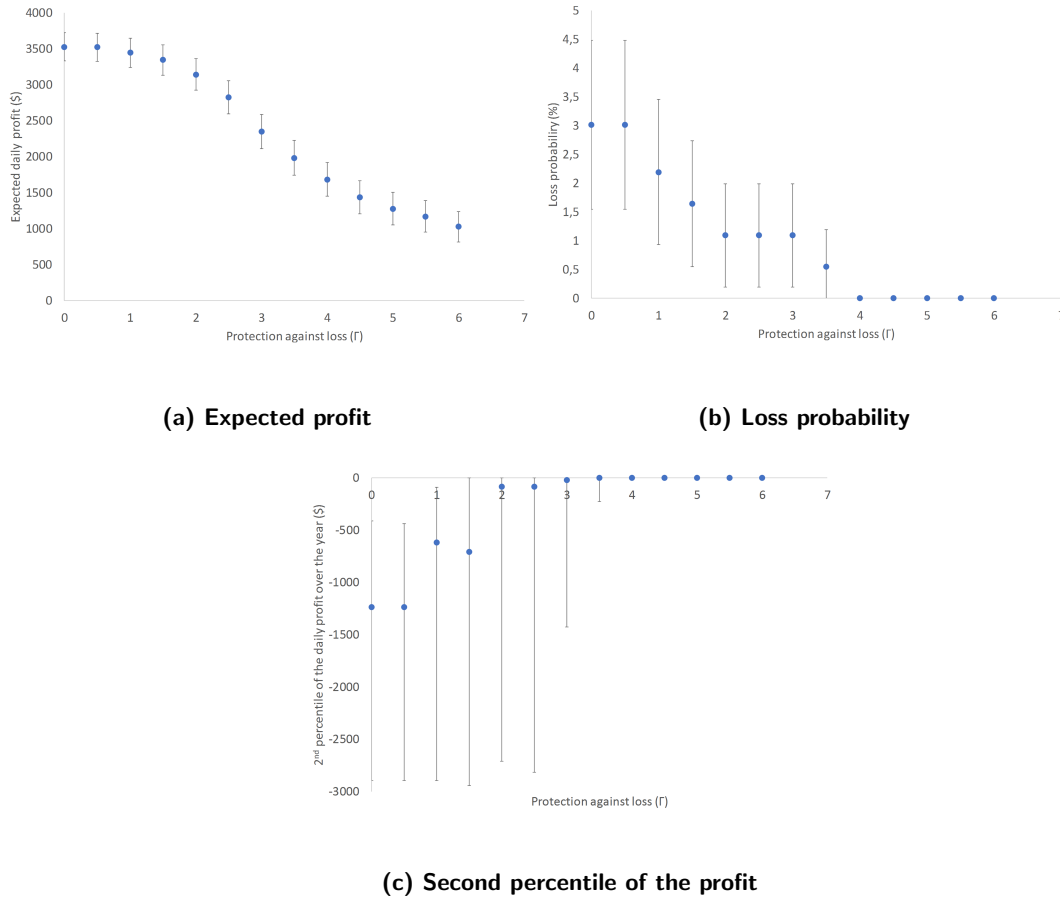 Expected daily profit ($)
4000
3500
3000
2500
2000
1500
1000
500
0
0 1 2 3 4 5 6 7
Protection against loss (Γ)
(a) Expected profit
Loss probabiliry (%)
5
4,5
4
3,5
3
2,5
2
1,5
1
0,5
0
0 1 2 3 4 5 6 7
Protection against loss (Γ)
(b) Loss probability
2nd percentile of the daily profit over the year ($)
0
-500
-1000
-1500
-2000
-2500
-3000
0 1 2 3 4 5 6 7
Protection against loss (Γ)
(c) Second percentile of the profit